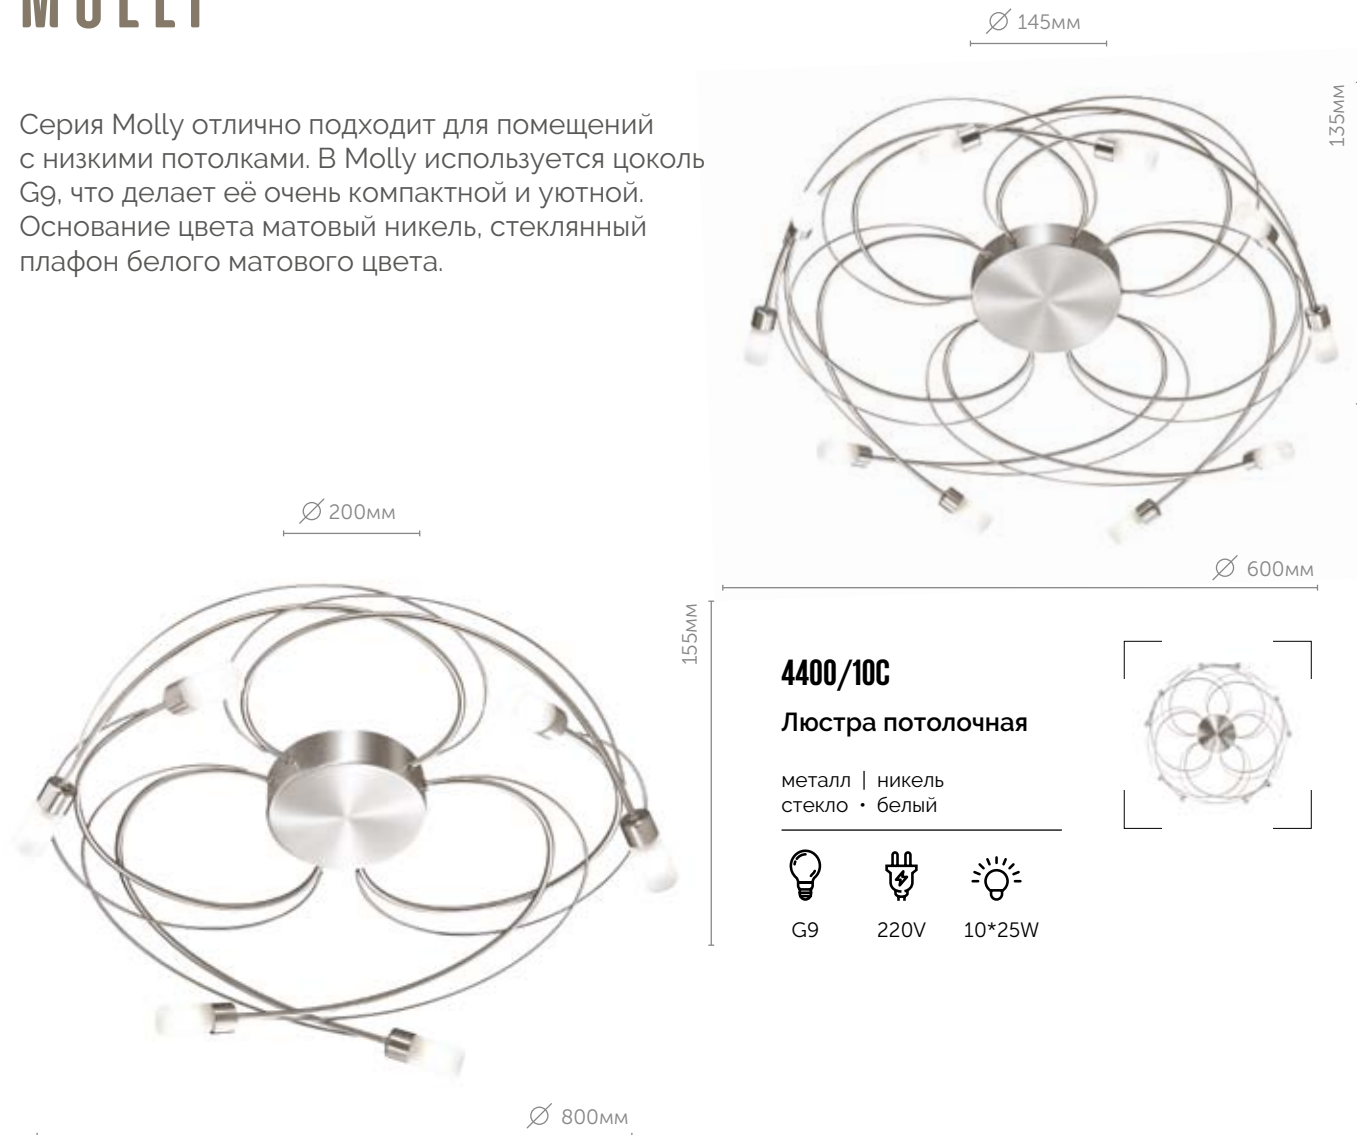 MOLLY
Серия Molly отлично подходит для помещений
с низкими потолками. В Molly используется цоколь
G9, что делает её очень компактной и уютной.
Основание цвета матовый никель, стеклянный
плафон белого матового цвета.
Ø 145мм
135мм
Ø 600мм
Ø 200мм
155мм
Ø 800мм
4400/10C
Люстра потолочная
металл | никель
стекло • белый
G9 220V 10*25W